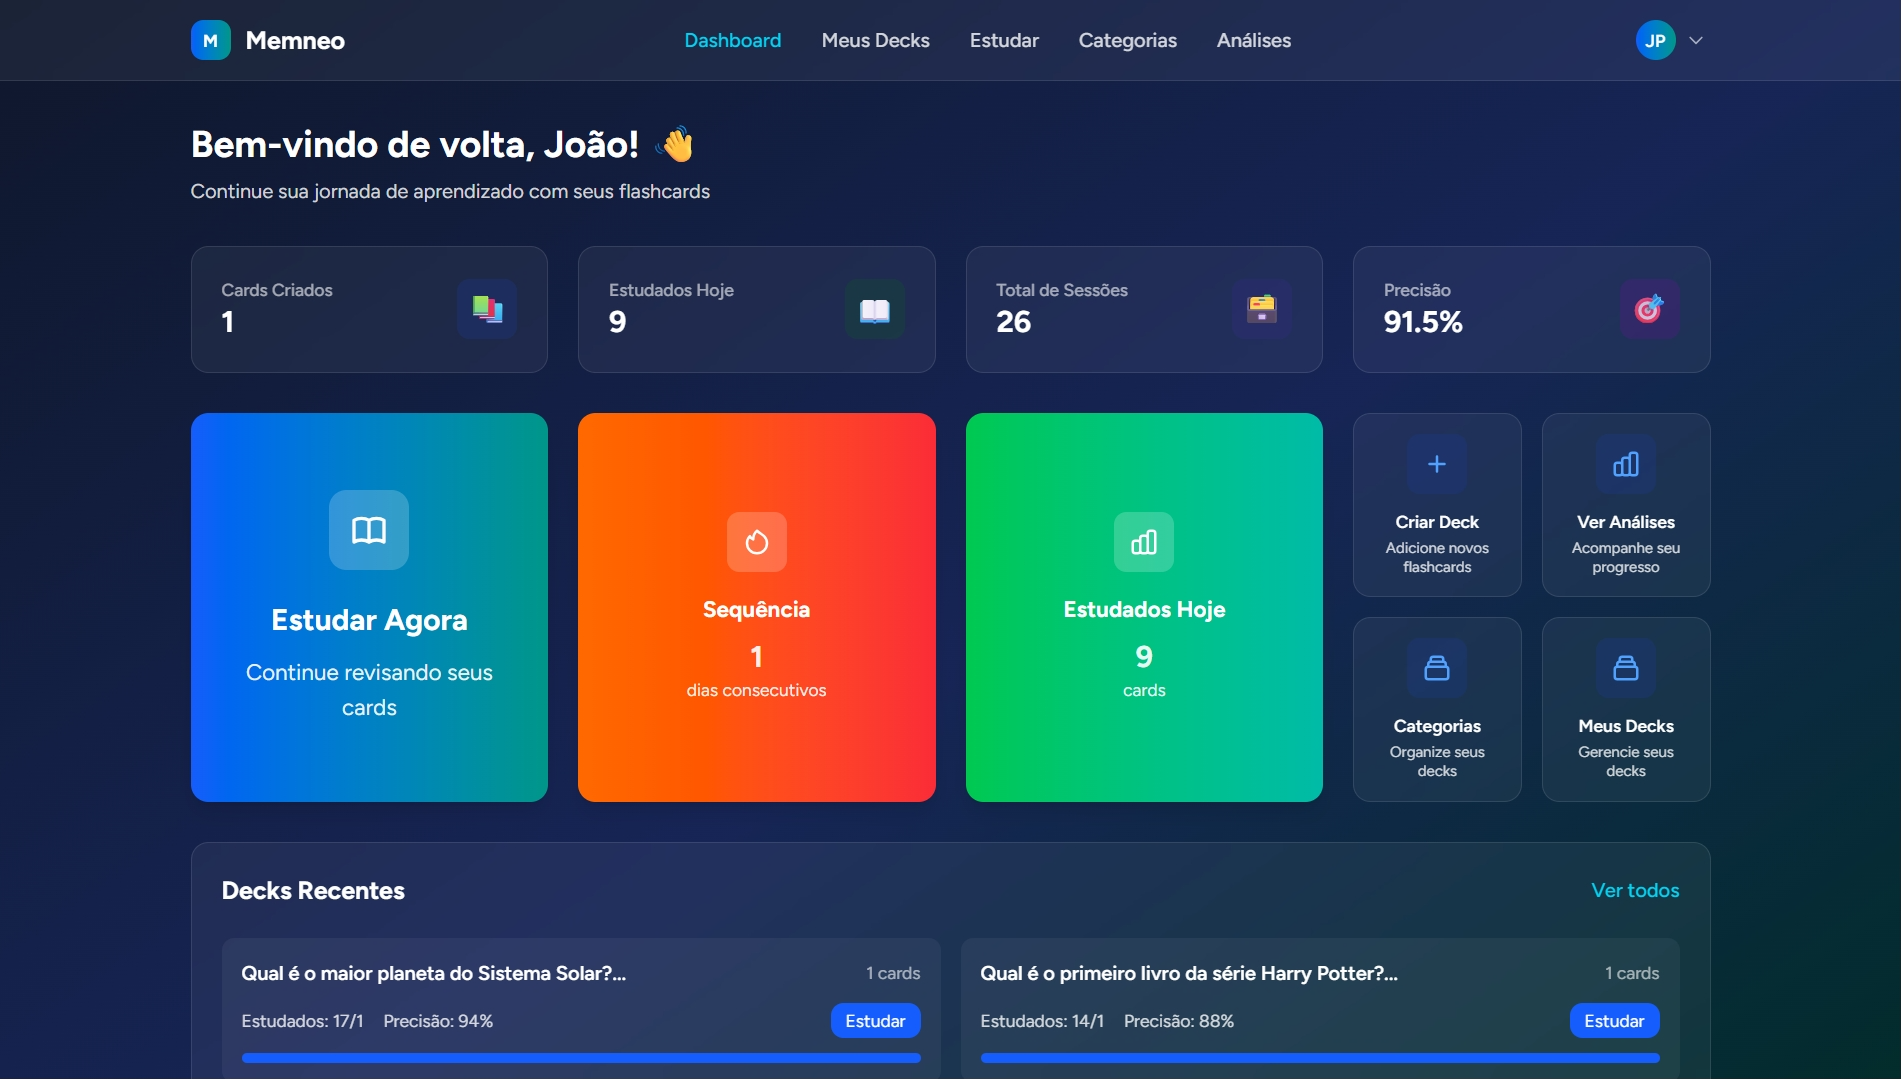 M Memneo
Dashboard Meus Decks Estudar Categorias Análises
JP
Bem-vindo de volta, João! 👋
Continue sua jornada de aprendizado com seus flashcards
Cards Criados
1
Estudados Hoje
9
Total de Sessões
26
Precisão
91.5%
Estudar Agora
Continue revisando seus
cards
Sequência
1
dias consecutivos
Estudados Hoje
9
cards
Criar Deck
Adicione novos
flashcards
Ver Análises
Acompanhe seu
progresso
Categorias
Organize seus
decks
Meus Decks
Gerencie seus
decks
Decks Recentes
Ver todos
Qual é o maior planeta do Sistema Solar?...
1 cards
Estudados: 17/1 Precisão: 94%
Estudar
Qual é o primeiro livro da série Harry Potter?...
1 cards
Estudados: 14/1 Precisão: 88%
Estudar